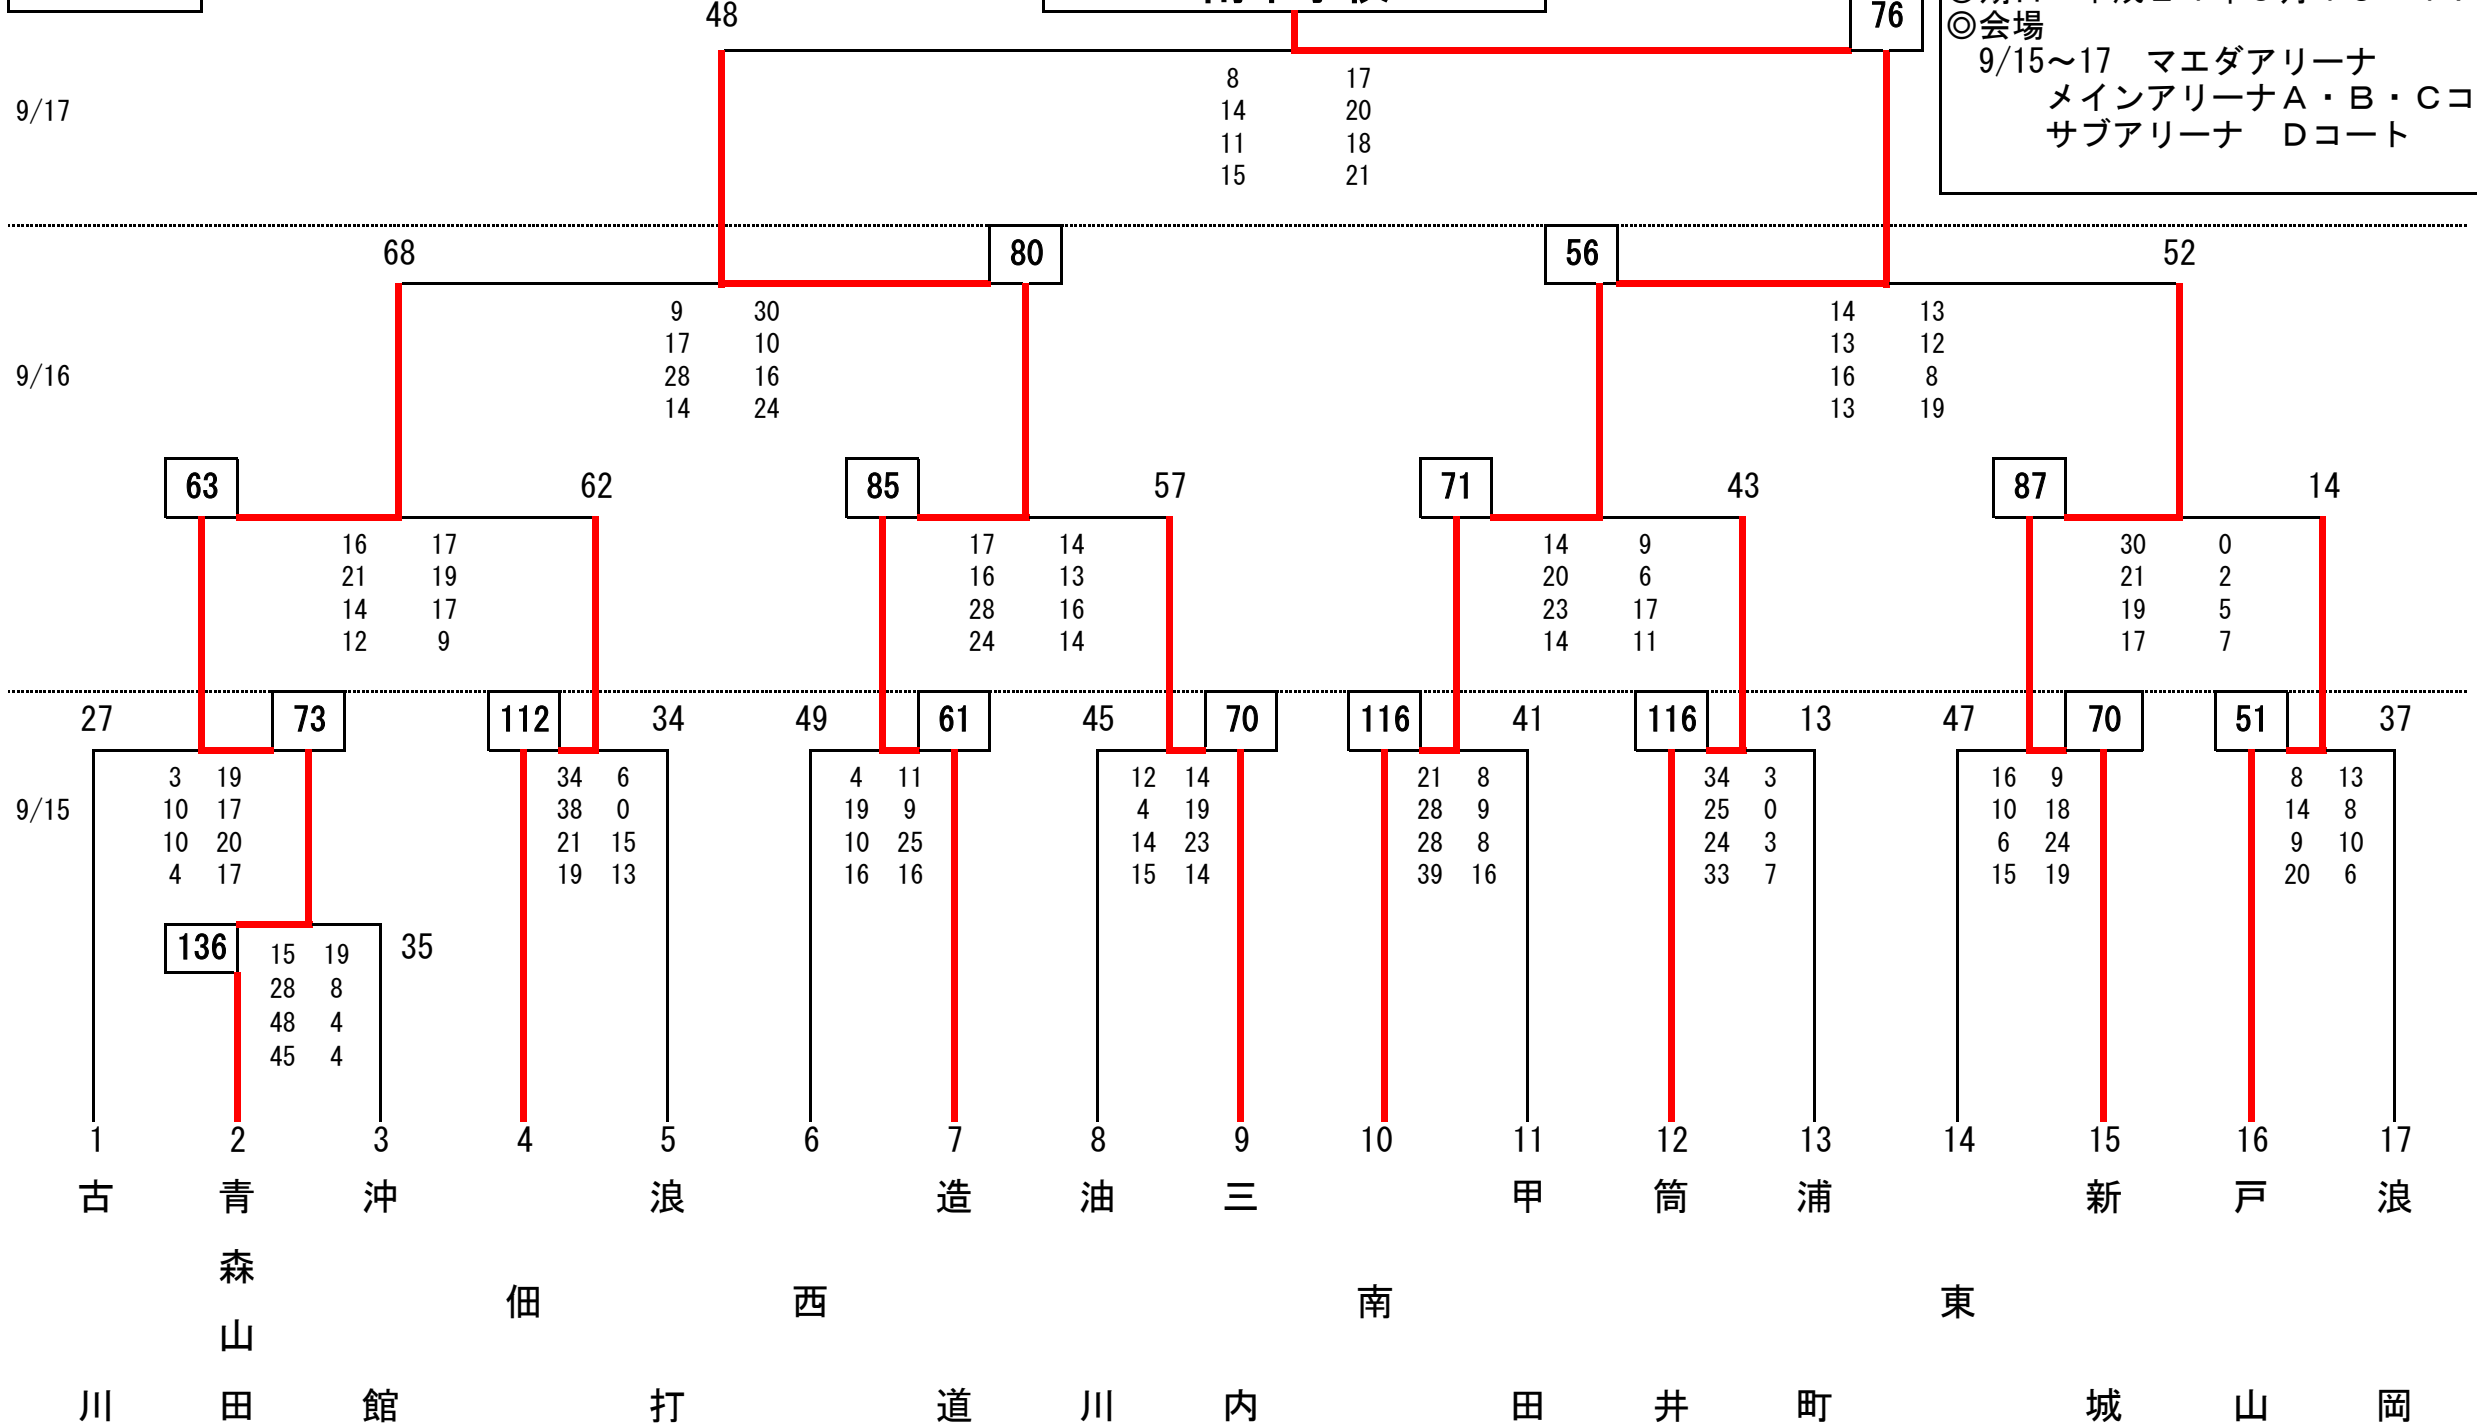 48
76
◎会場
9/15～17　マエダアリーナ
メインアリーナA・B・Cコ
サブアリーナ　Dコート
8 17
9/17
14 20
11 18
15 21
68 80 56 52
9 30 14 13
17 10 13 12
9/16
28 16 16 8
14 24 13 19
63 62 85 57 71 43 87 14
16 17 17 14 14 9 30 0
21 19 16 13 20 6 21 2
14 17 28 16 23 17 19 5
12 9 24 14 14 11 17 7
27 73 112 34 49 61 45 70 116 41 116 13 47 70 51 37
3 19 34 6 4 11 12 14 21 8 34 3 16 9 8 13
9/15 10 17 38 0 19 9 4 19 28 9 25 0 10 18 14 8
10 20 21 15 10 25 14 23 28 8 24 3 6 24 9 10
4 17 19 13 16 16 15 14 39 16 33 7 15 19 20 6
136 35
15 19
28 8
48 4
45 4
1 2 3 4 5 6 7 8 9 10 11 12 13 14 15 16 17
古川
青森山田
沖館
佃
浪打
西
造道
油川
三内
南
甲田
筒井
浦町
東
新城
戸山
浪岡